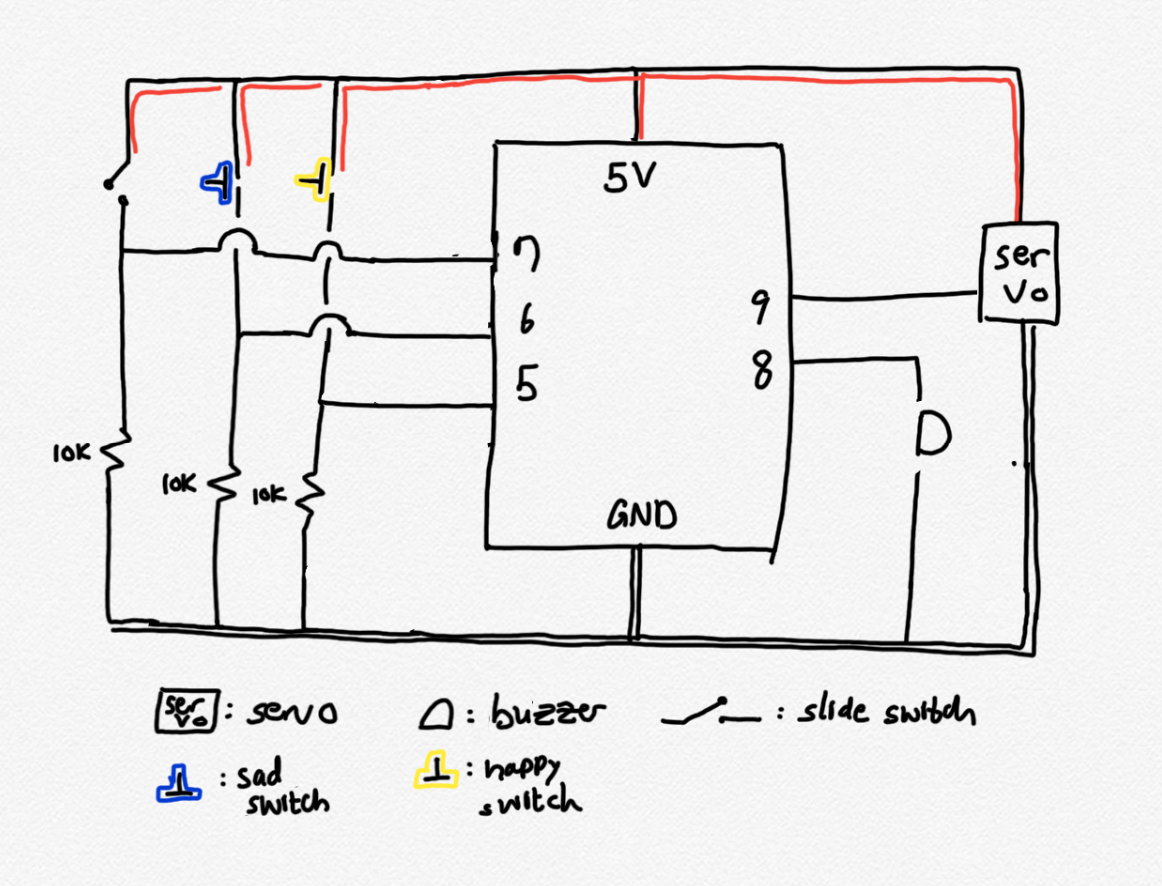 5V
ser
vo
7
6
5
9
8
10K
10K
10K
GND
ser
vo : servo
: buzzer
: slide switch
: sad
switch
: happy
switch